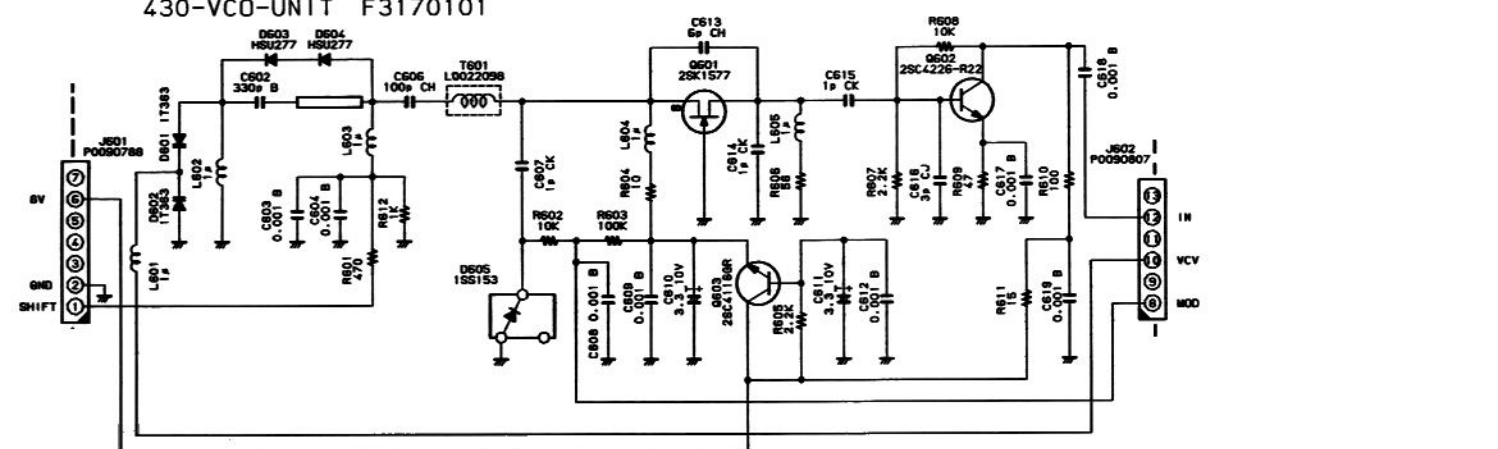 430-VCO-UNIT F3170101
D603
HSU277
D604
HSU277
C602
330p B
C606
100p CH
T601
L0022098
C613
6p CH
Q601
2SK1577
C615
1p CK
R608
10K
Q602
2SC4226-R22
C618
0.001 B
J601
P0090788
7
6
5
4
3
2
1
8V
GND
SHIFT
D601 1T363
D602
1T363
L601
1μ
L602
1μ
L603
1μ
C603
0.001 B
C604
0.001 B
R612
1K
R601
470
C607
1p CK
R602
10K
R603
100K
L604
1μ
R604
10
D605
1SS153
C608 0.001 B
C609
0.001 B
C610
3.3 10V
+
Q603
2SC4116GR
R605
2.2K
C611
3.3 10V
+
C612
0.001 B
C614
1p CK
L605
1μ
R606
56
R607
2.2K
C616
3p CJ
R609
47
C617
0.001 B
R610
100
R611
15
C619
0.001 B
J602
P0090807
13
12
11
10
9
8
IN
VCV
MOD